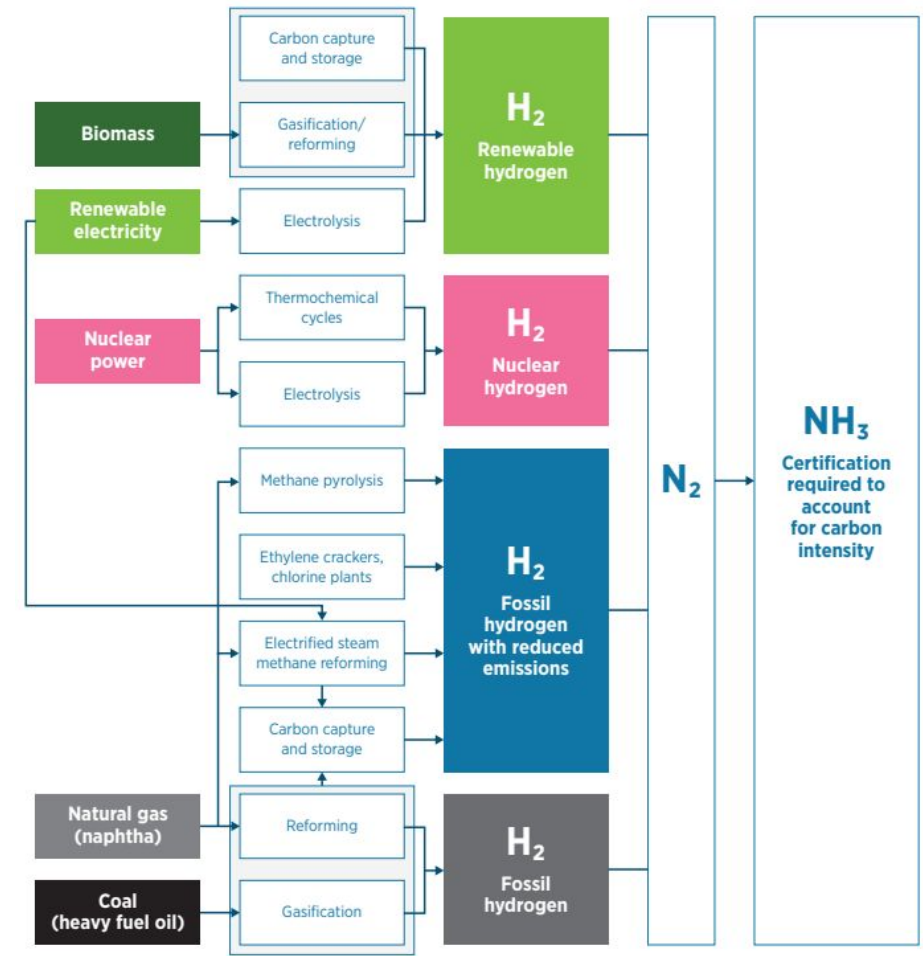 Carbon capture
and storage
Biomass
Gasification/
reforming
Renewable
electricity
Electrolysis
H₂
Renewable
hydrogen
Nuclear
power
Thermochemical
cycles
Electrolysis
H₂
Nuclear
hydrogen
Methane pyrolysis
Ethylene crackers,
chlorine plants
Electrified steam
methane reforming
Carbon capture
and storage
H₂
Fossil
hydrogen
with reduced
emissions
Natural gas
(naphtha)
Reforming
Coal
(heavy fuel oil)
Gasification
H₂
Fossil
hydrogen
N₂
NH₃
Certification
required to
account
for carbon
intensity